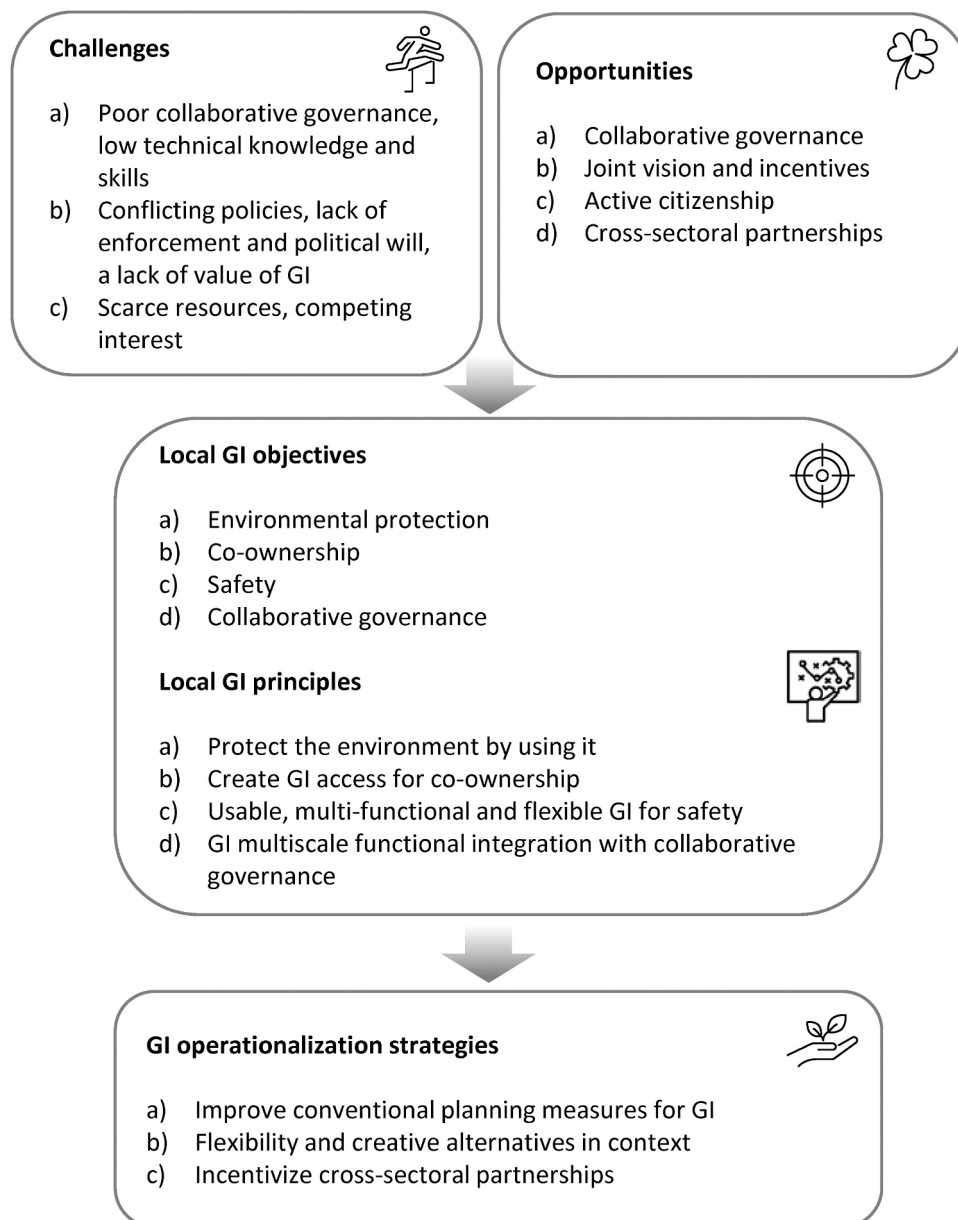 Challenges
a) Poor collaborative governance,
low technical knowledge and
skills
b) Conflicting policies, lack of
enforcement and political will,
a lack of value of GI
c) Scarce resources, competing
interest
Opportunities
a) Collaborative governance
b) Joint vision and incentives
c) Active citizenship
d) Cross-sectoral partnerships
Local GI objectives
a) Environmental protection
b) Co-ownership
c) Safety
d) Collaborative governance
Local GI principles
a) Protect the environment by using it
b) Create GI access for co-ownership
c) Usable, multi-functional and flexible GI for safety
d) GI multiscale functional integration with collaborative
governance
GI operationalization strategies
a) Improve conventional planning measures for GI
b) Flexibility and creative alternatives in context
c) Incentivize cross-sectoral partnerships